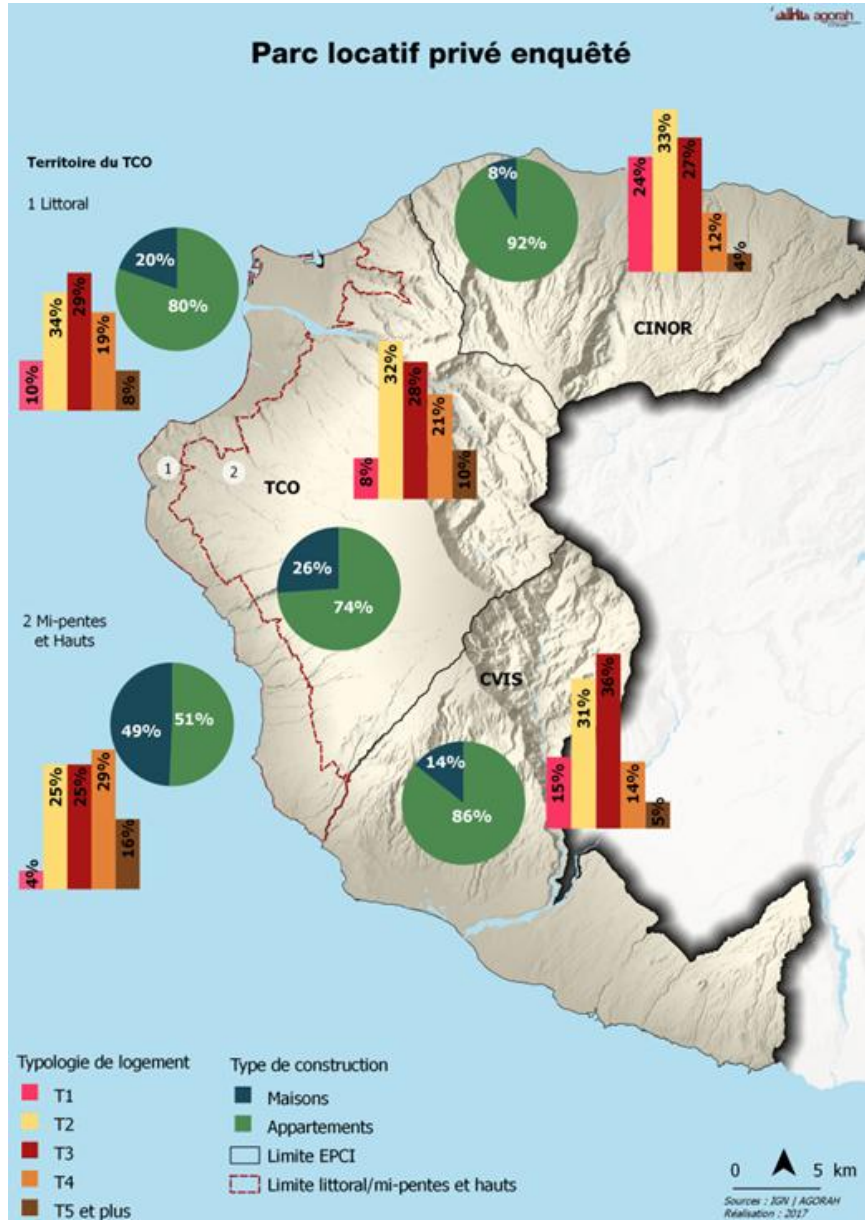 agorah
Parc locatif privé enquêté
Territoire du TCO
1 Littoral
20%
80%
10%
34%
29%
19%
8%
8%
92%
24%
33%
27%
12%
4%
CINOR
8%
32%
28%
21%
10%
1
2
TCO
26%
74%
2 Mi-pentes
et Hauts
49%
51%
4%
25%
25%
29%
16%
CVIS
14%
86%
15%
31%
36%
14%
5%
Typologie de logement
T1
T2
T3
T4
T5 et plus
Type de construction
Maisons
Appartements
Limite EPCI
Limite littoral/mi-pentes et hauts
0 5 km
Sources : IGN | AGORAH
Réalisation : 2017